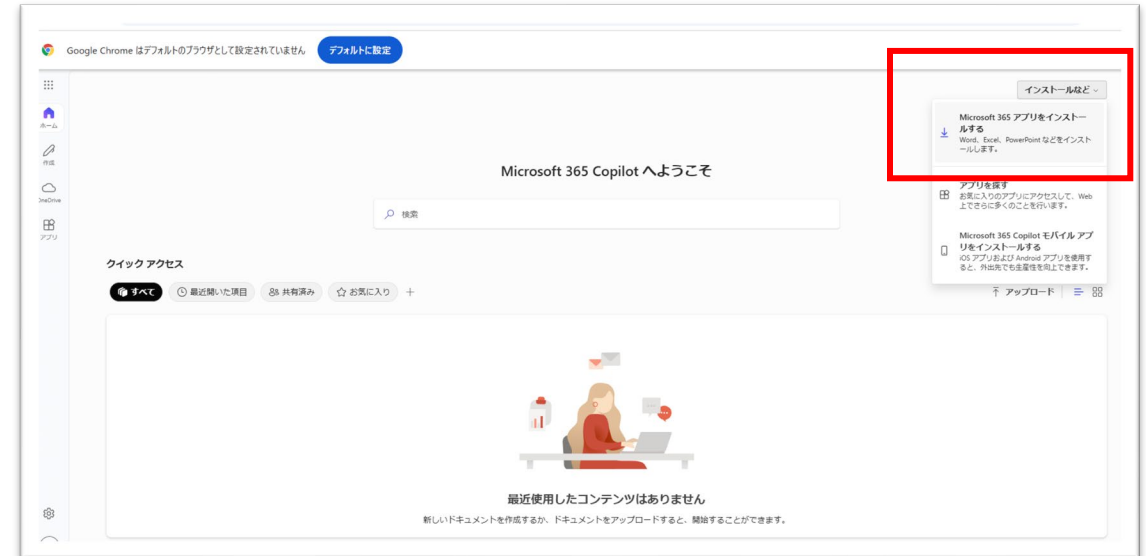 Google Chrome はデフォルトのブラウザとして設定されていません
デフォルトに設定
インストールなど
ホーム
作成
OneDrive
アプリ
Microsoft 365 アプリをインストー
ルする
Word、Excel、PowerPoint などをインスト
ールします。
アプリを探す
お気に入りのアプリにアクセスして、Web
上でさらに多くのことを行います。
Microsoft 365 Copilot モバイル アプ
リをインストールする
iOS アプリおよび Android アプリを使用す
ると、外出先でも生産性を向上できます。
Microsoft 365 Copilot へようこそ
検索
クイック アクセス
すべて
最近開いた項目
共有済み
お気に入り
アップロード
最近使用したコンテンツはありません
新しいドキュメントを作成するか、ドキュメントをアップロードすると、開始することができます。